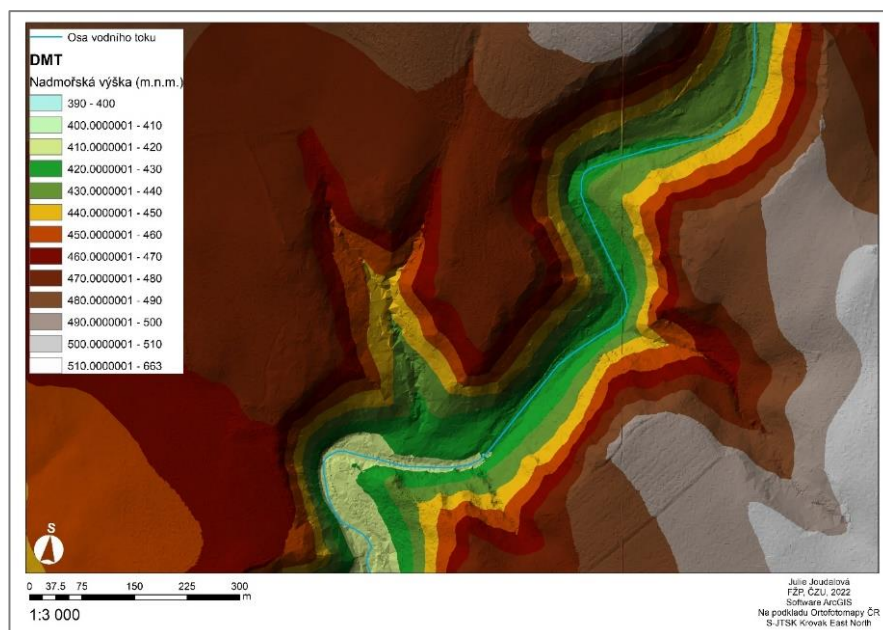 Osa vodního toku
DMT
Nadmořská výška (m.n.m.)
390 - 400
400.0000001 - 410
410.0000001 - 420
420.0000001 - 430
430.0000001 - 440
440.0000001 - 450
450.0000001 - 460
460.0000001 - 470
470.0000001 - 480
480.0000001 - 490
490.0000001 - 500
500.0000001 - 510
510.0000001 - 663
S
0 37.5 75 150 225 300
m
1:3 000
Julie Joudalová
FŽP, ČZU, 2022
Software ArcGIS
Na podkladu Ortofotomapy ČR
S-JTSK Krovak East North